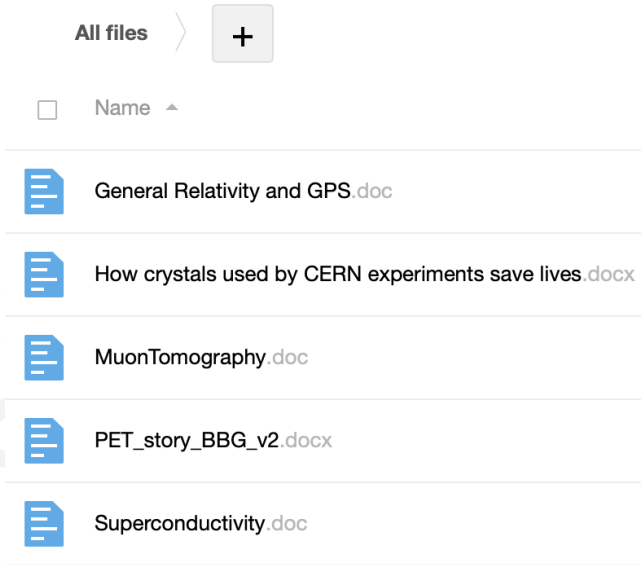 All files
+
Name
General Relativity and GPS.doc
How crystals used by CERN experiments save lives.docx
MuonTomography.doc
PET_story_BBG_v2.docx
Superconductivity.doc